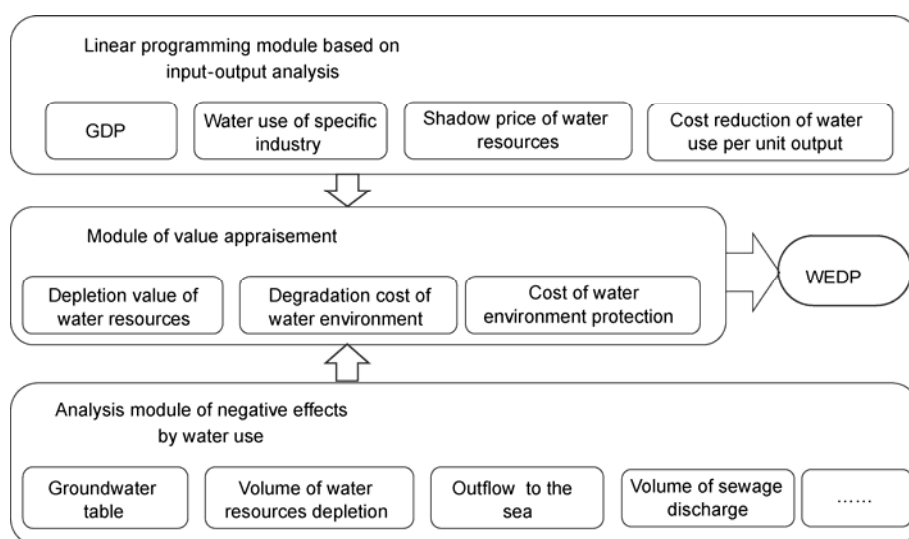 Linear programming module based on
input-output analysis
GDP
Water use of specific
industry
Shadow price of water
resources
Cost reduction of water
use per unit output
Module of value appraisement
Depletion value of
water resources
Degradation cost of
water environment
Cost of water
environment protection
WEDP
Analysis module of negative effects
by water use
Groundwater
table
Volume of water
resources depletion
Outflow to the
sea
Volume of sewage
discharge
……